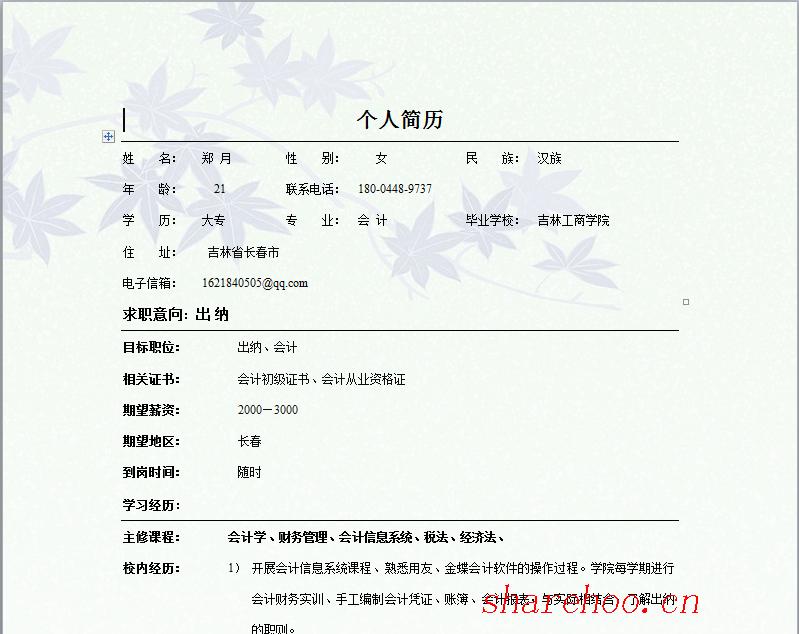 个人简历
姓 名： 郑 月 性 别： 女 民 族： 汉族
年 龄： 21 联系电话： 180-0448-9737
学 历： 大专 专 业： 会 计 毕业学校： 吉林工商学院
住 址： 吉林省长春市
电子信箱： 1621840505@qq.com
求职意向: 出 纳
目标职位： 出纳、会计
相关证书： 会计初级证书、会计从业资格证
期望薪资： 2000－3000
期望地区： 长春
到岗时间： 随时
学习经历：
主修课程： 会计学、财务管理、会计信息系统、税法、经济法、
校内经历： 1） 开展会计信息系统课程、熟悉用友、金蝶会计软件的操作过程。学院每学期进行
会计财务实训、手工编制会计凭证、账簿、会计报表，与实际相结合，了解出纳
的职则。
sharehoo.cn